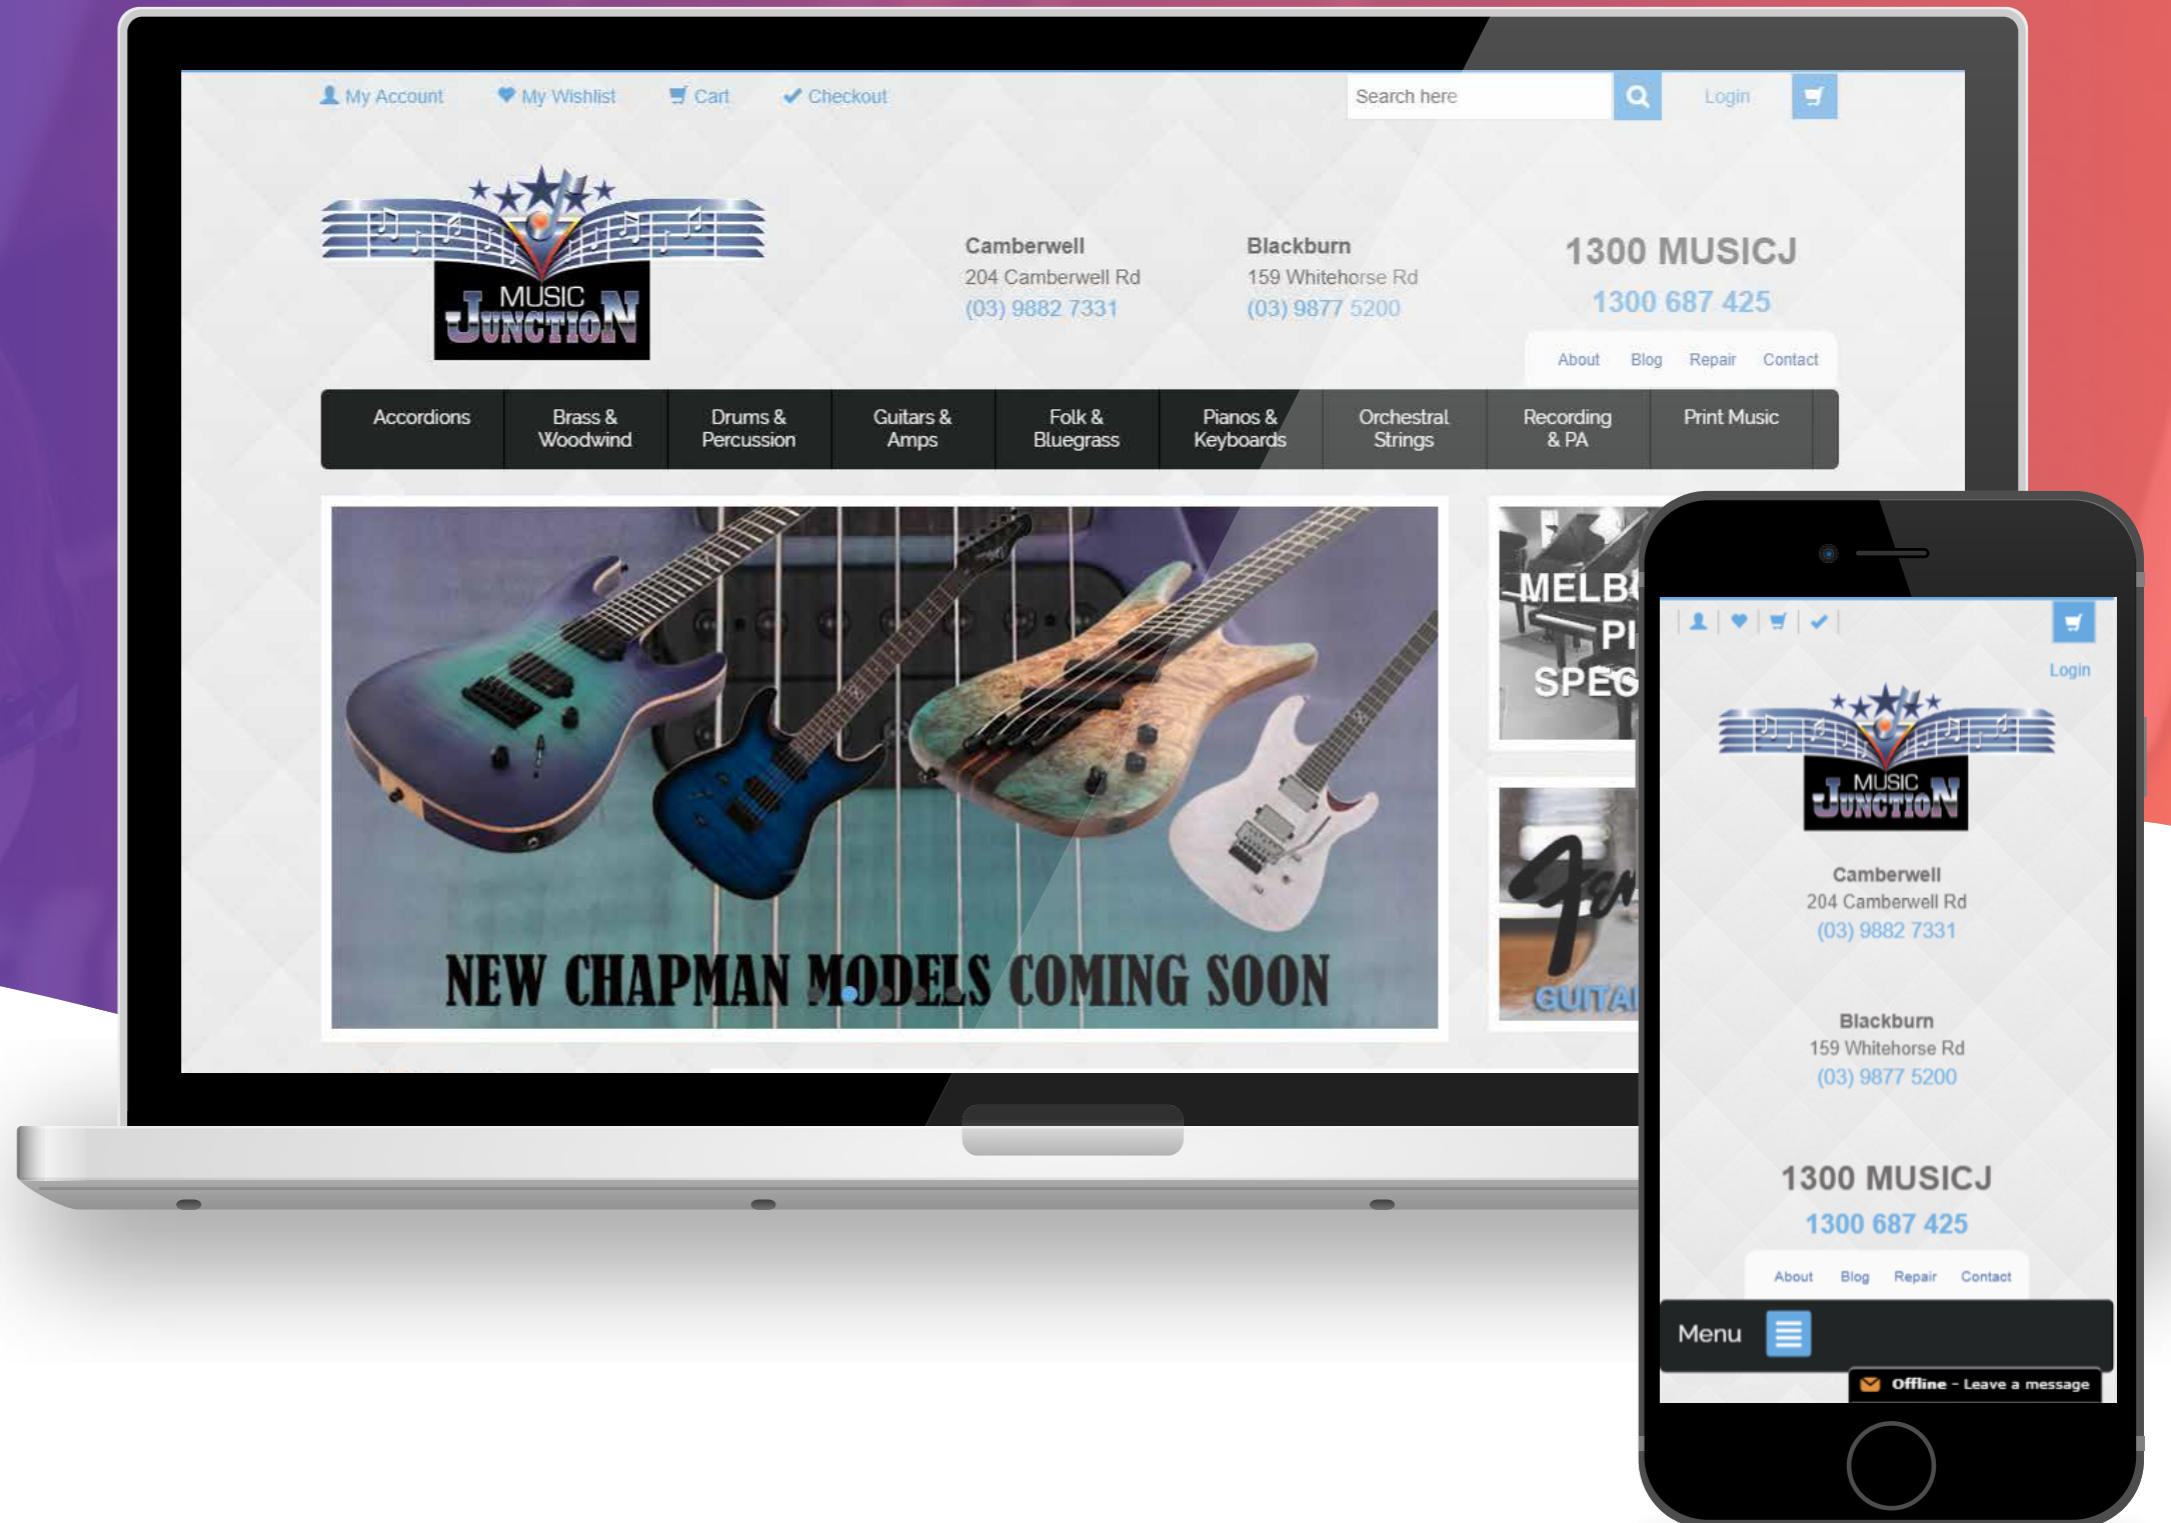 My Account My Wishlist Cart Checkout
Search here
Login
MUSIC
JUNCTION
Camberwell
204 Camberwell Rd
(03) 9882 7331
Blackburn
159 Whitehorse Rd
(03) 9877 5200
1300 MUSICJ
1300 687 425
About Blog Repair Contact
Accordions
Brass &
Woodwind
Drums &
Percussion
Guitars &
Amps
Folk &
Bluegrass
Pianos &
Keyboards
Orchestral
Strings
Recording
& PA
Print Music
NEW CHAPMAN MODELS COMING SOON
Login
MUSIC
JUNCTION
Camberwell
204 Camberwell Rd
(03) 9882 7331
Blackburn
159 Whitehorse Rd
(03) 9877 5200
1300 MUSICJ
1300 687 425
About Blog Repair Contact
Menu
Offline - Leave a message